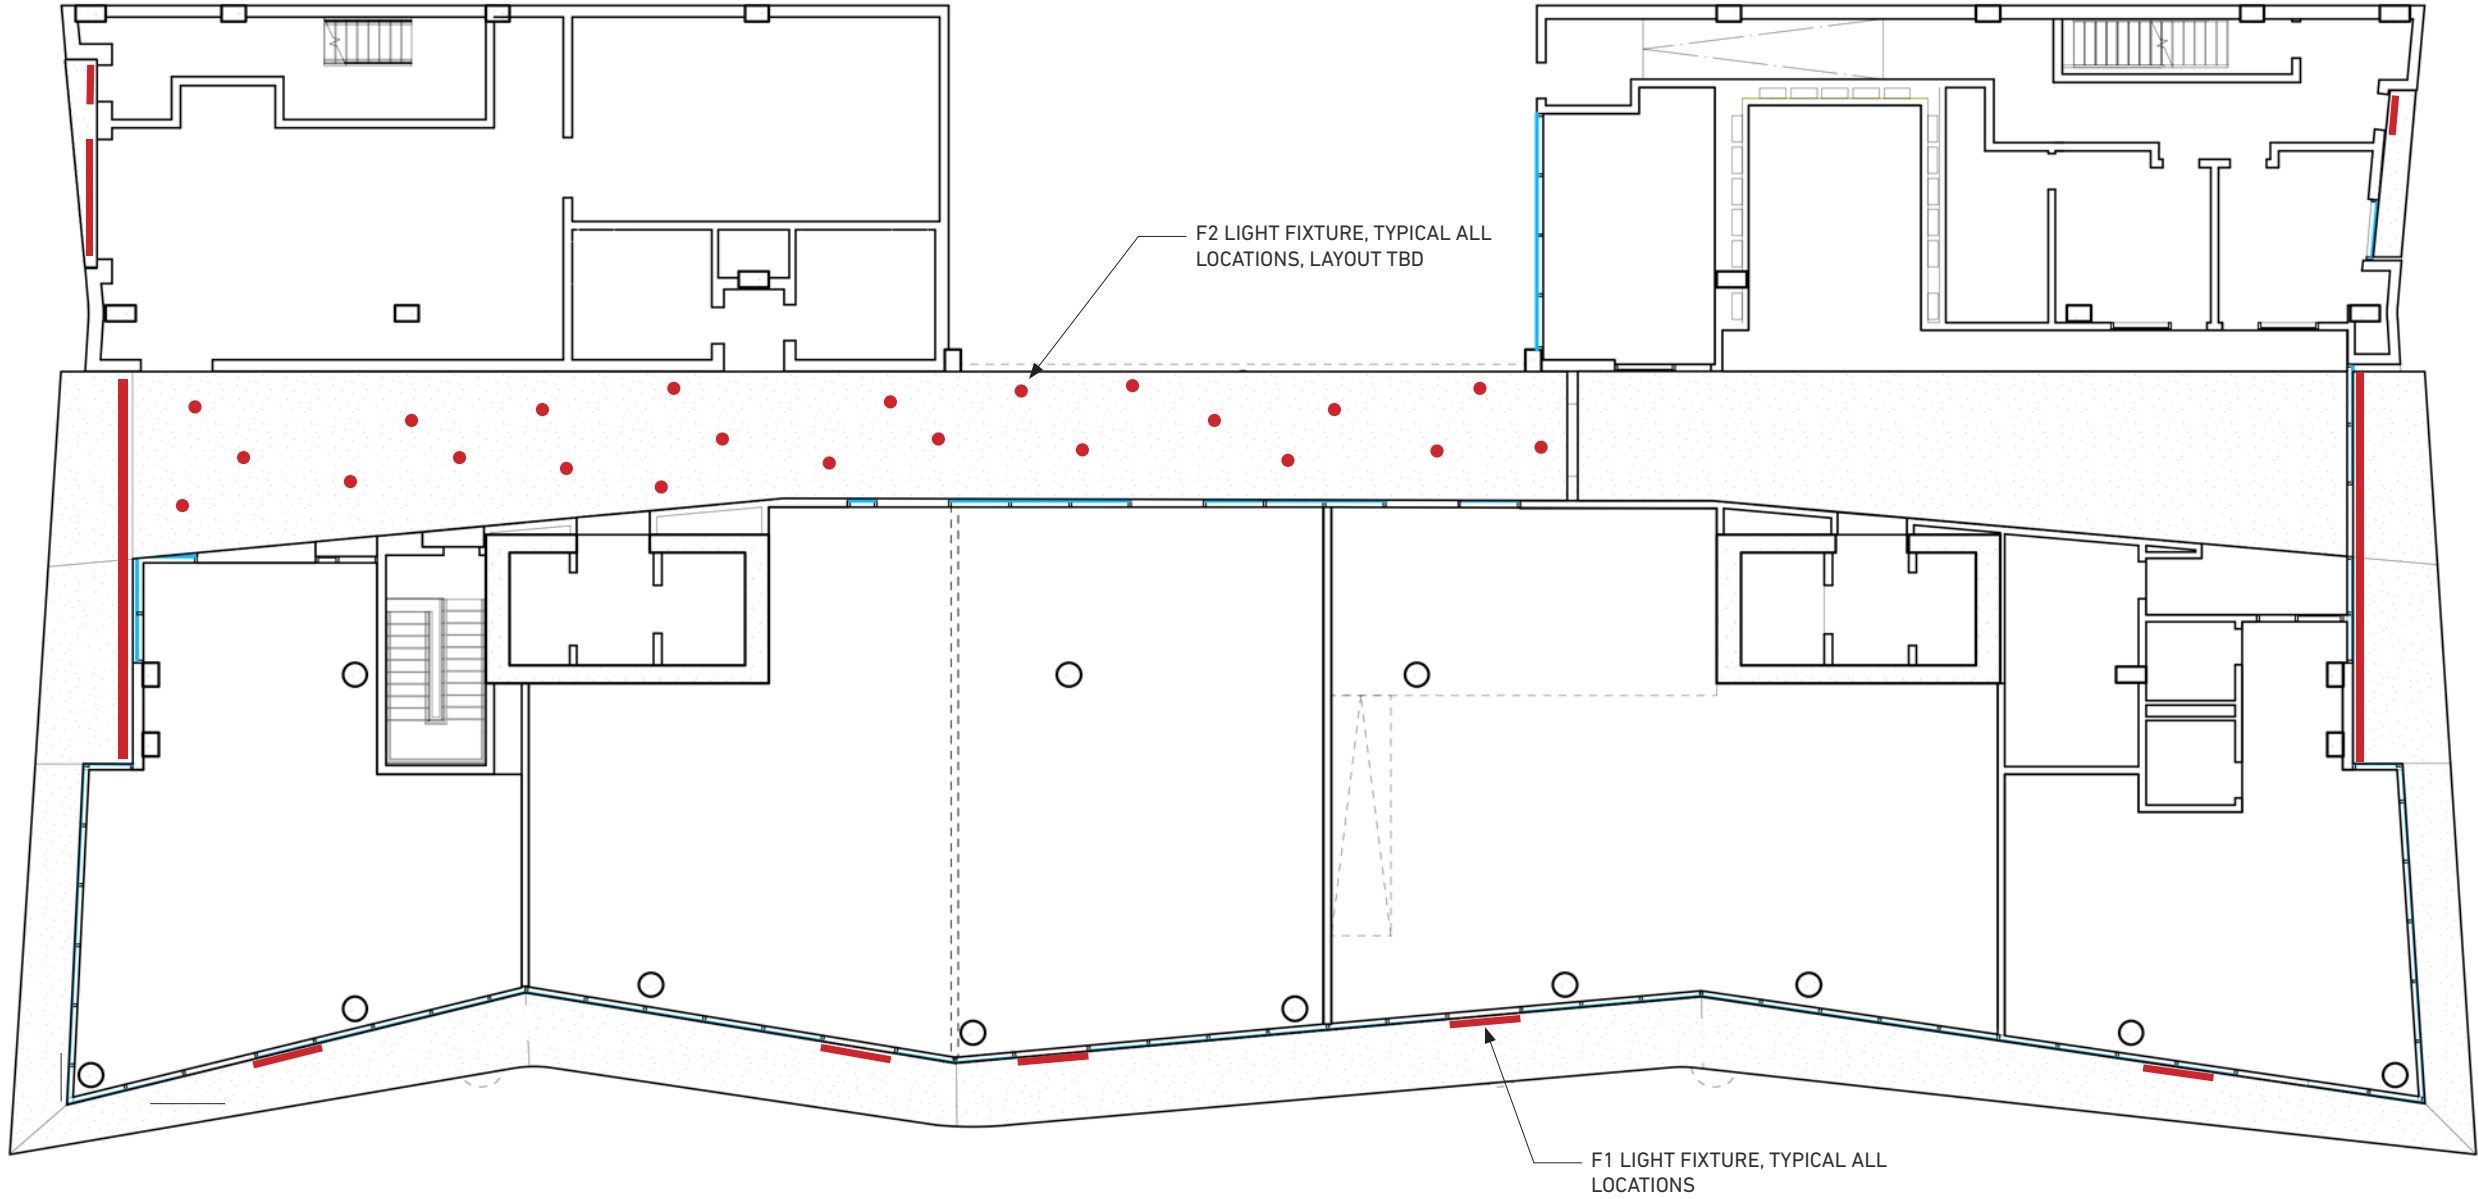 F2 LIGHT FIXTURE, TYPICAL ALL
LOCATIONS, LAYOUT TBD
F1 LIGHT FIXTURE, TYPICAL ALL
LOCATIONS